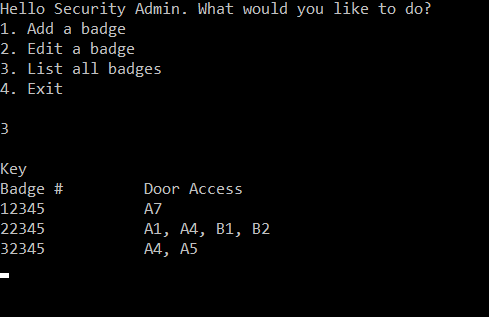 Hello Security Admin. What would you like to do?
1. Add a badge
2. Edit a badge
3. List all badges
4. Exit
3
Key
Badge # Door Access
12345 A7
22345 A1, A4, B1, B2
32345 A4, A5